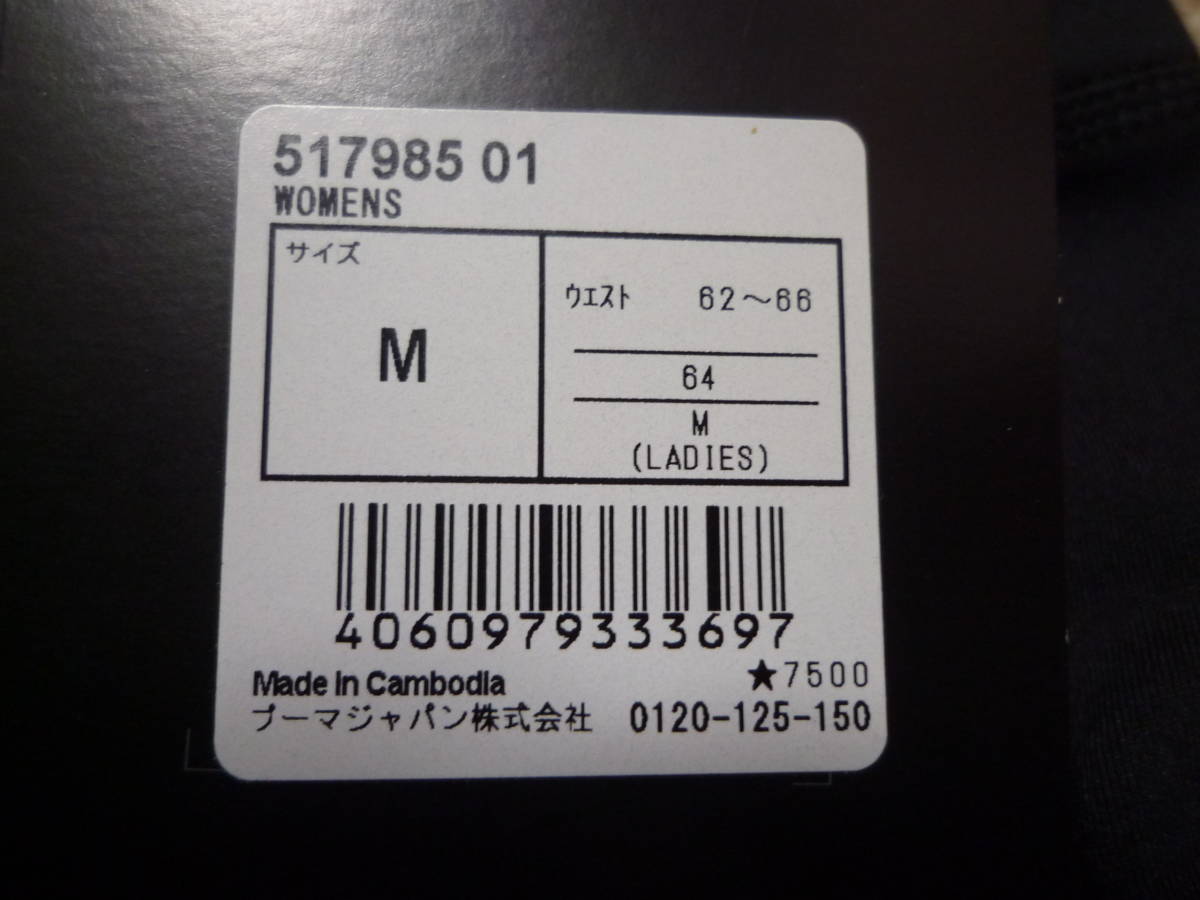 517985 01
WOMENS
サイズ
M
ウエスト 62～66
64
M
(LADIES)
4060979333697
Made in Cambodia
★7500
プーマジャパン株式会社 0120-125-150